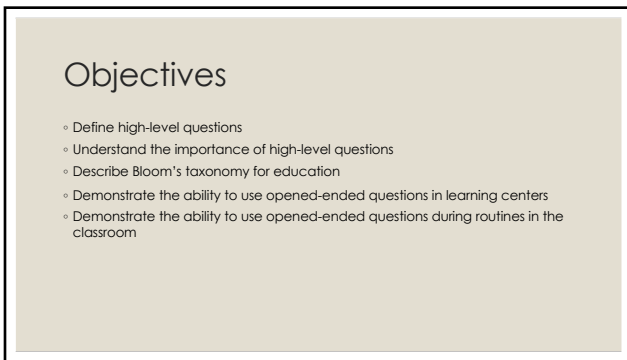 Objectives
◦ Define high-level questions
◦ Understand the importance of high-level questions
◦ Describe Bloom’s taxonomy for education
◦ Demonstrate the ability to use opened-ended questions in learning centers
◦ Demonstrate the ability to use opened-ended questions during routines in the
classroom